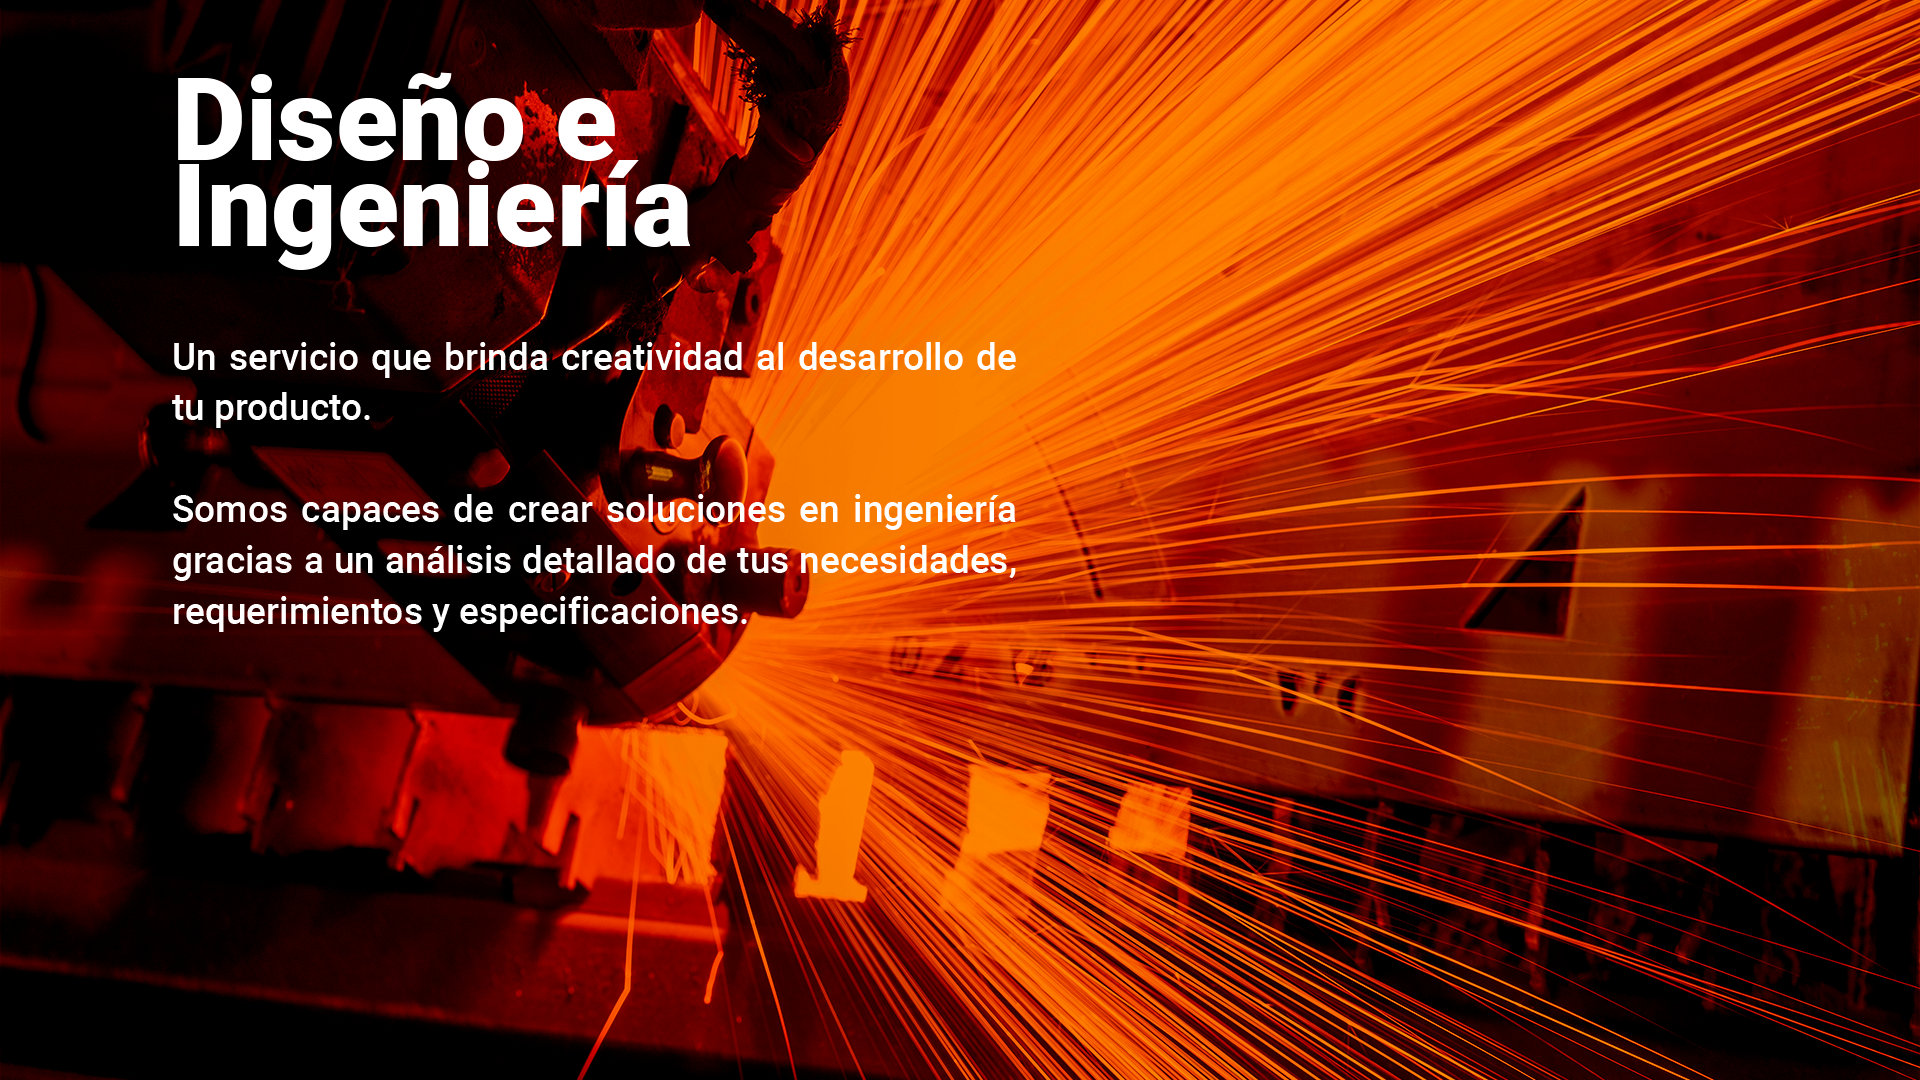 Diseño e
Ingeniería
Un servicio que brinda creatividad al desarrollo de
tu producto.
Somos capaces de crear soluciones en ingeniería
gracias a un análisis detallado de tus necesidades,
requerimientos y especificaciones.